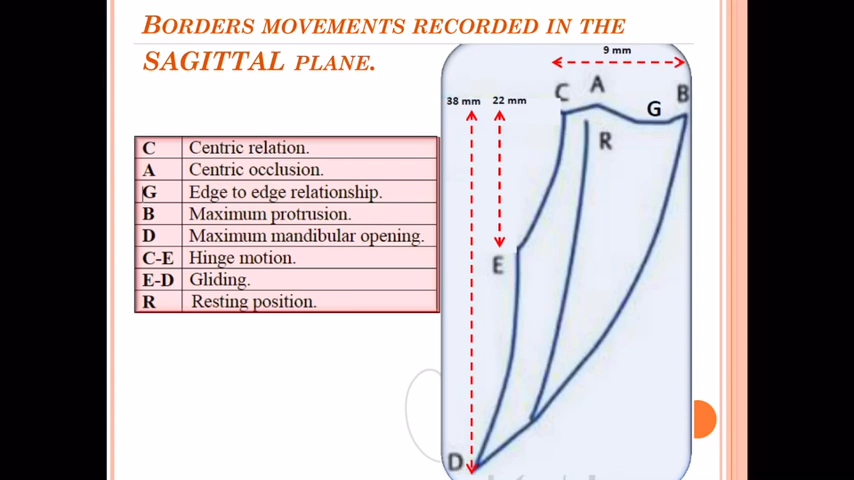 BORDERS MOVEMENTS RECORDED IN THE
SAGITTAL PLANE.
C Centric relation.
A Centric occlusion.
G Edge to edge relationship.
B Maximum protrusion.
D Maximum mandibular opening.
C-E Hinge motion.
E-D Gliding.
R Resting position.
9 mm
38 mm 22 mm
C A B
G
R
E
D